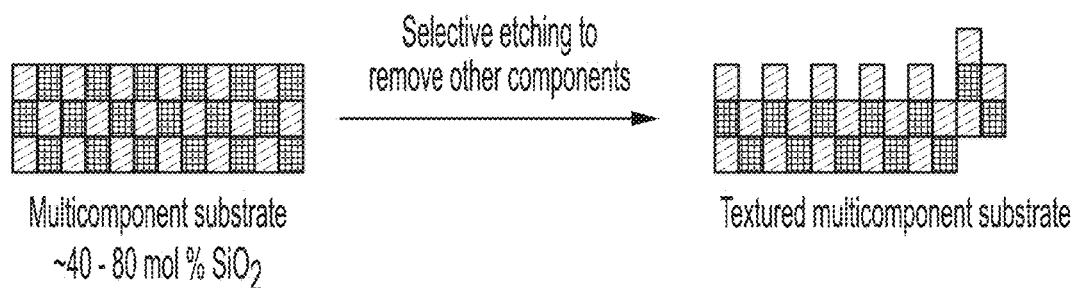 Selective etching to
remove other components
Multicomponent substrate
~40 - 80 mol % SiO2
Textured multicomponent substrate